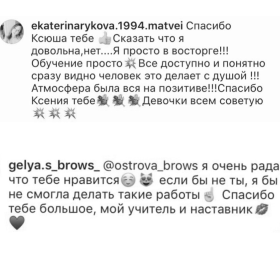 ekaterinarykova.1994.matvei Спасибо
Ксюша тебе 👍Сказать что я
довольна,нет....Я просто в восторге!!!
Обучение просто💥Все доступно и понятно
сразу видно человек это делает с душой !!!
Атмосфера была вся на позитиве!!!Спасибо
Ксения тебе💐💐💐Девочки всем советую
💥💥💥
gelya.s_brows_ @ostrova_brows я очень рада
что тебе нравится☺️😺 если бы не ты, я бы
не смогла делать такие работы☝️ Спасибо
тебе большое, мой учитель и наставник💋
🖤